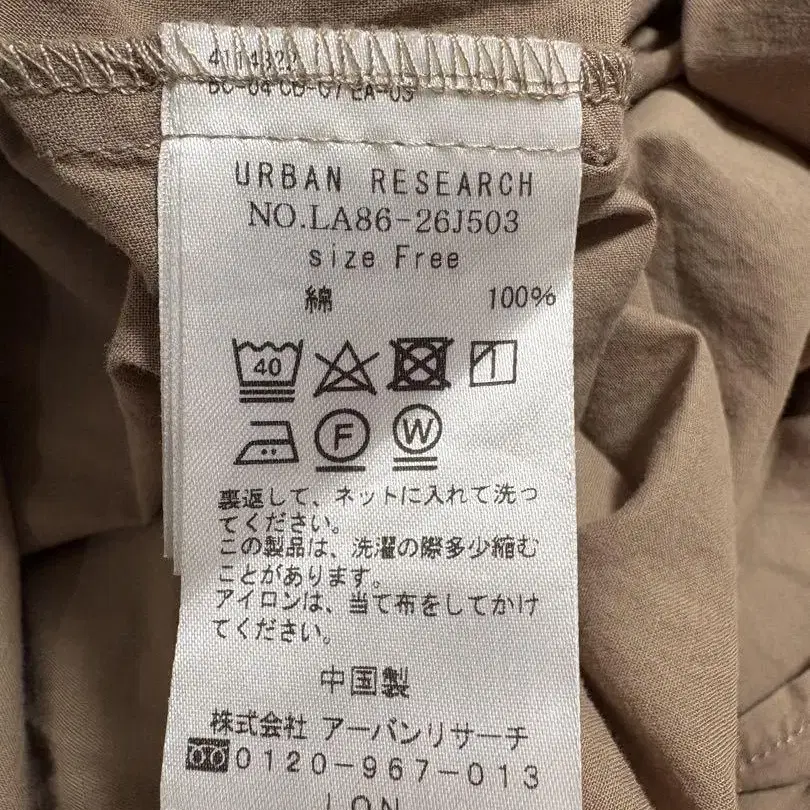 URBAN RESEARCH
NO.LA86-26J503
size Free
綿 100%
40
F W
裏返して、ネットに入れて洗っ
てください。
この製品は、洗濯の際多少縮む
ことがあります。
アイロンは、当て布をしてかけ
てください。
中国製
株式会社 アーバンリサーチ
0120-967-013